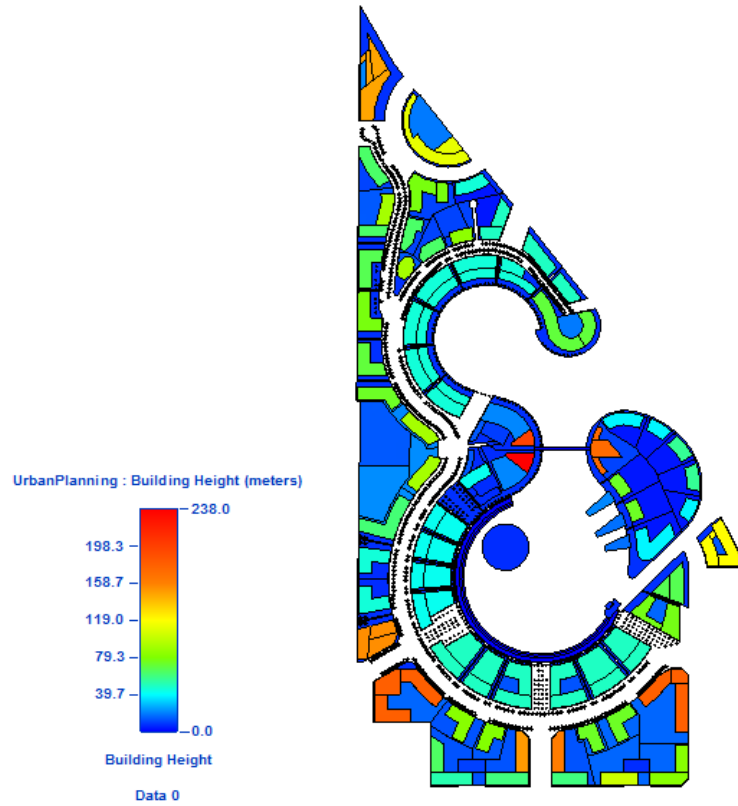 UrbanPlanning : Building Height (meters)
238.0
198.3
158.7
119.0
79.3
39.7
0.0
Building Height
Data 0